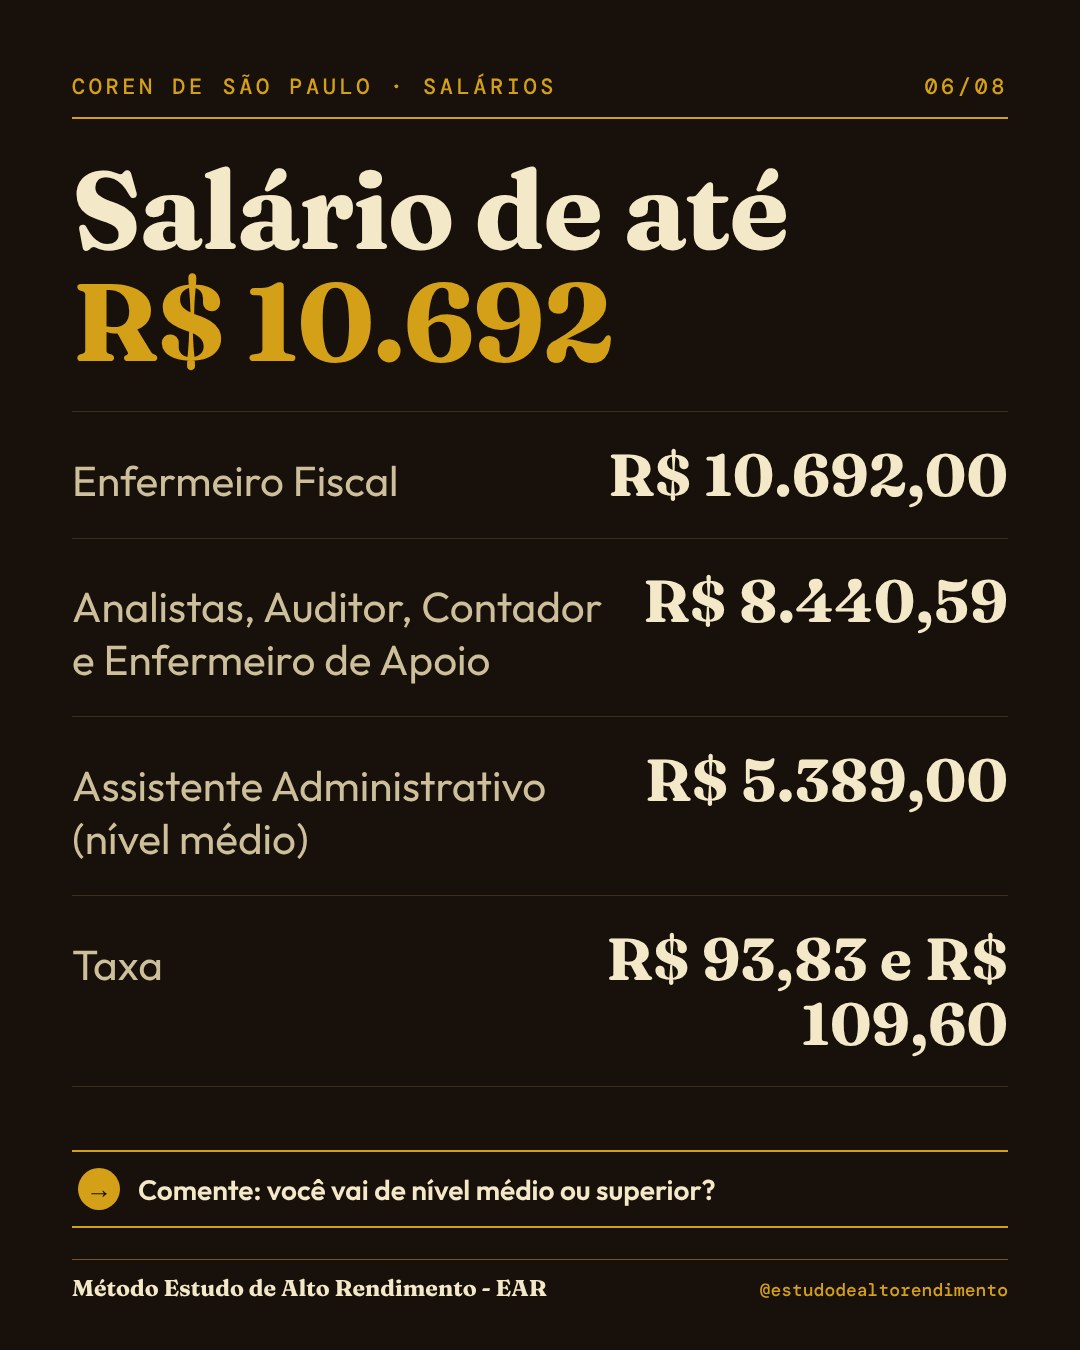 COREN DE SÃO PAULO · SALÁRIOS
06/08
Salário de até
R$ 10.692
Enfermeiro Fiscal
R$ 10.692,00
Analistas, Auditor, Contador
e Enfermeiro de Apoio
R$ 8.440,59
Assistente Administrativo
(nível médio)
R$ 5.389,00
Taxa
R$ 93,83 e R$
109,60
→ Comente: você vai de nível médio ou superior?
Método Estudo de Alto Rendimento - EAR
@estudodealtorendimento